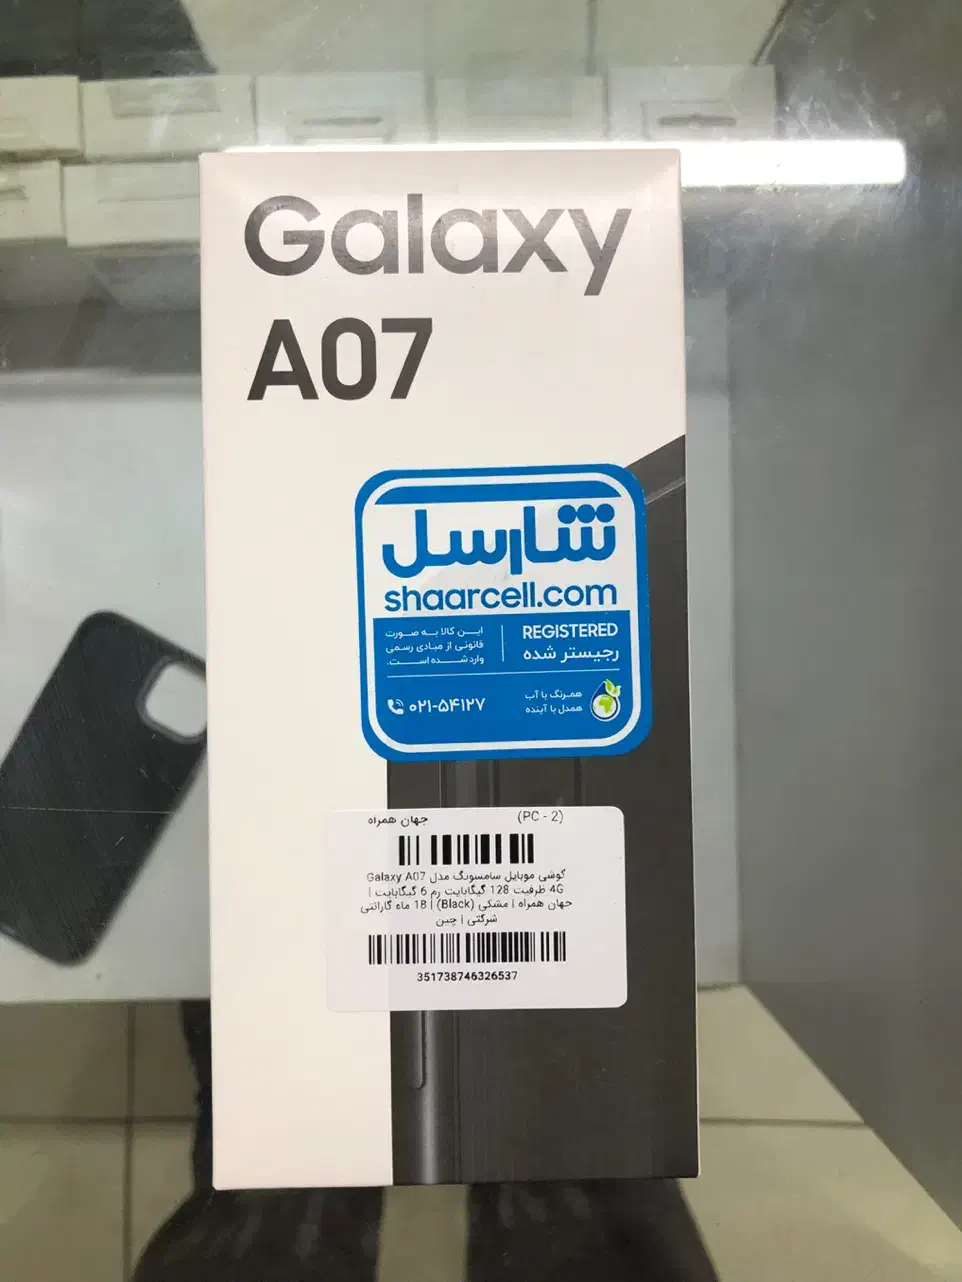 Galaxy
A07
شارسل
shaarcell.com
REGISTERED
رجیستر شده
این کالا به صورت
قانونی از مبادی رسمی
وارد شده است.
همرنگ با آب
همدل با آینده
۰۲۱-۵۴۱۲۷
(PC - 2) جهان همراه
گوشی موبایل سامسونگ مدل Galaxy A07
4G ظرفیت 128 گیگابایت رم 6 گیگابایت |
جهان همراه | مشکی (Black) | 18 ماه گارانتی
شرکتی | چین
351738746326537